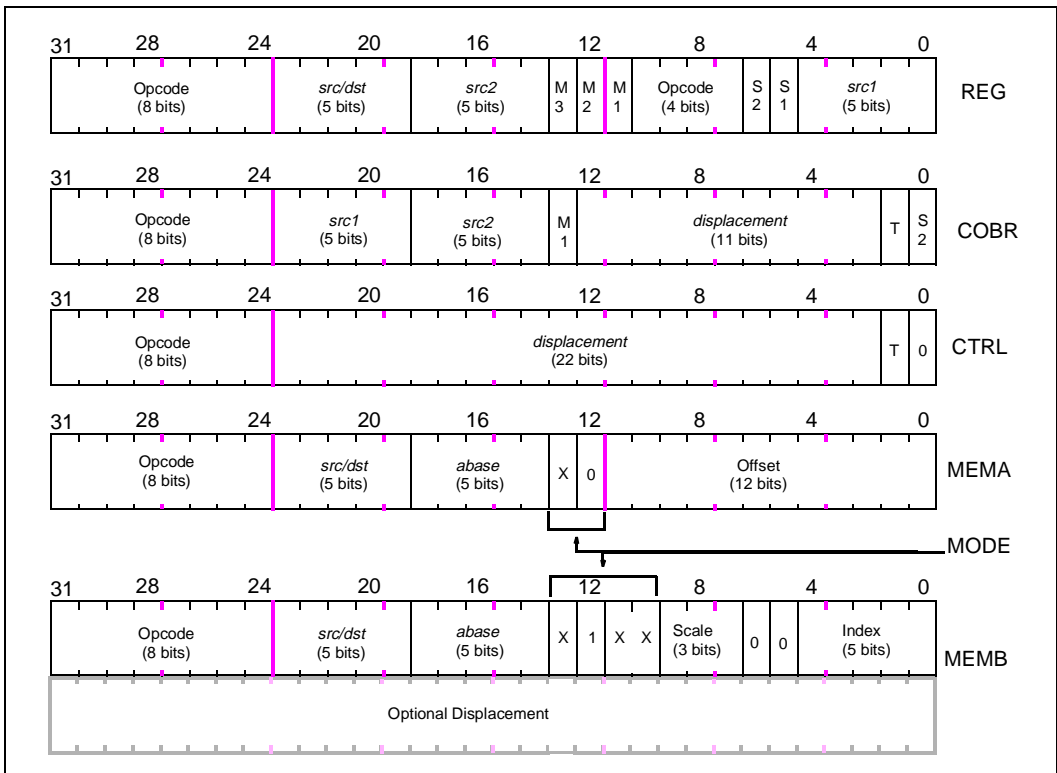 31 28 24 20 16 12 8 4 0
Opcode src/dst src2 M M M Opcode S S src1 REG
(8 bits) (5 bits) (5 bits) 3 2 1 (4 bits) 2 1 (5 bits)
31 28 24 20 16 12 8 4 0
Opcode src1 src2 M displacement T S COBR
(8 bits) (5 bits) (5 bits) 1 (11 bits) 2
31 28 24 20 16 12 8 4 0
Opcode displacement T 0 CTRL
(8 bits) (22 bits)
31 28 24 20 16 12 8 4 0
Opcode src/dst abase X 0 Offset MEMA
(8 bits) (5 bits) (5 bits) (12 bits)
MODE
31 28 24 20 16 12 8 4 0
Opcode src/dst abase X 1 X X Scale 0 0 Index MEMB
(8 bits) (5 bits) (5 bits) (3 bits) (5 bits)
Optional Displacement